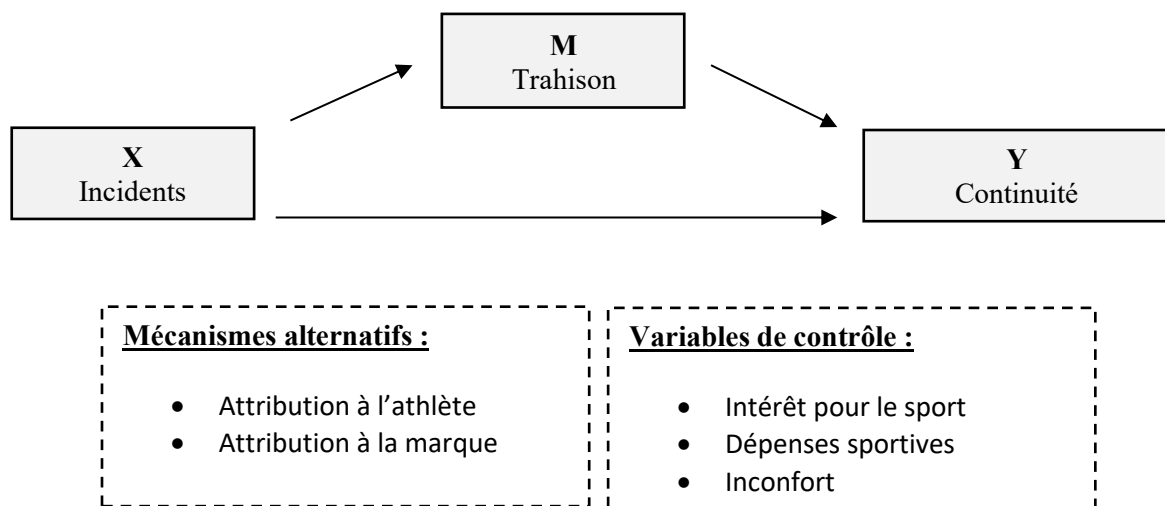 M
Trahison
X
Incidents
Y
Continuité
Mécanismes alternatifs :
• Attribution à l’athlète
• Attribution à la marque
Variables de contrôle :
• Intérêt pour le sport
• Dépenses sportives
• Inconfort